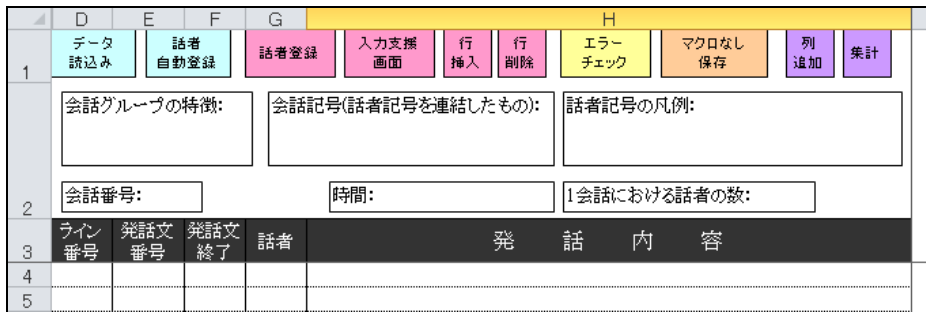 D E F G H
1
データ
読込み
話者
自動登録
話者登録
入力支援
画面
行
挿入
行
削除
エラー
チェック
マクロなし
保存
列
追加
集計
会話グループの特徴:
会話記号(話者記号を連結したもの):
話者記号の凡例:
2
会話番号:
時間:
1会話における話者の数:
3
ライン
番号
発話文
番号
発話文
終了
話者
発話内容
4
5